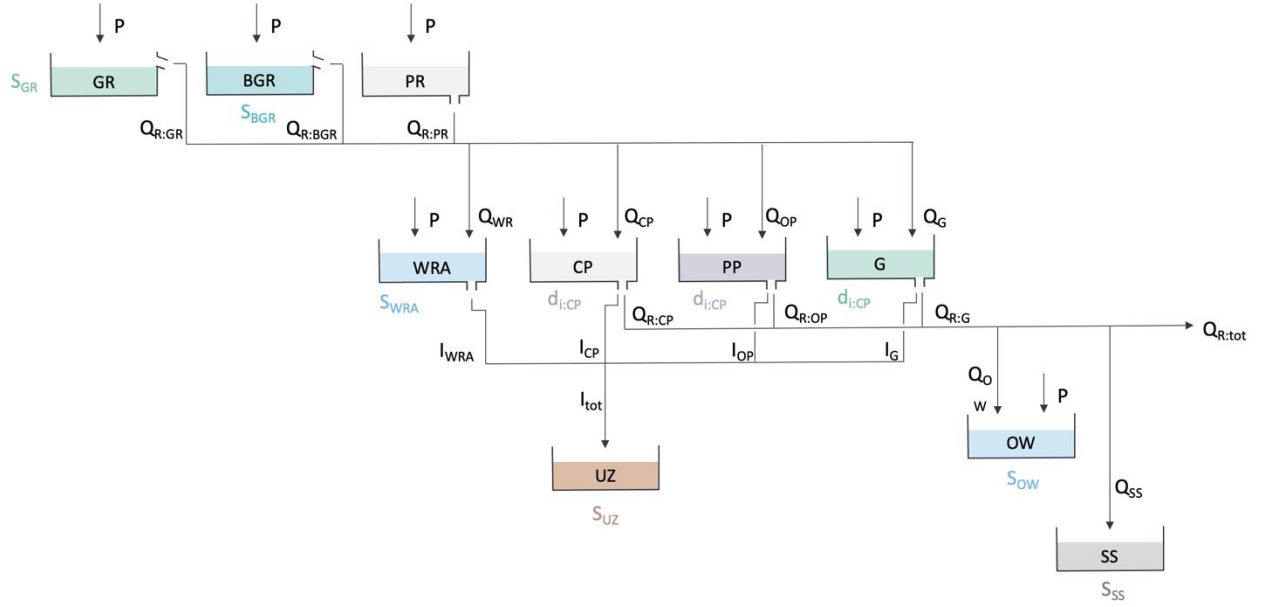 P
P
P
GR
BGR
PR
S_GR
S_BGR
Q_R:GR
Q_R:BGR
Q_R:PR
P
Q_WR
P
Q_CP
P
Q_OP
P
Q_G
WRA
CP
PP
G
S_WRA
d_i:CP
d_i:CP
d_i:CP
Q_R:CP
Q_R:OP
Q_R:G
Q_R:tot
I_WRA
I_CP
I_OP
I_G
Q_O
W
P
I_tot
OW
UZ
S_OW
Q_SS
S_UZ
SS
S_SS